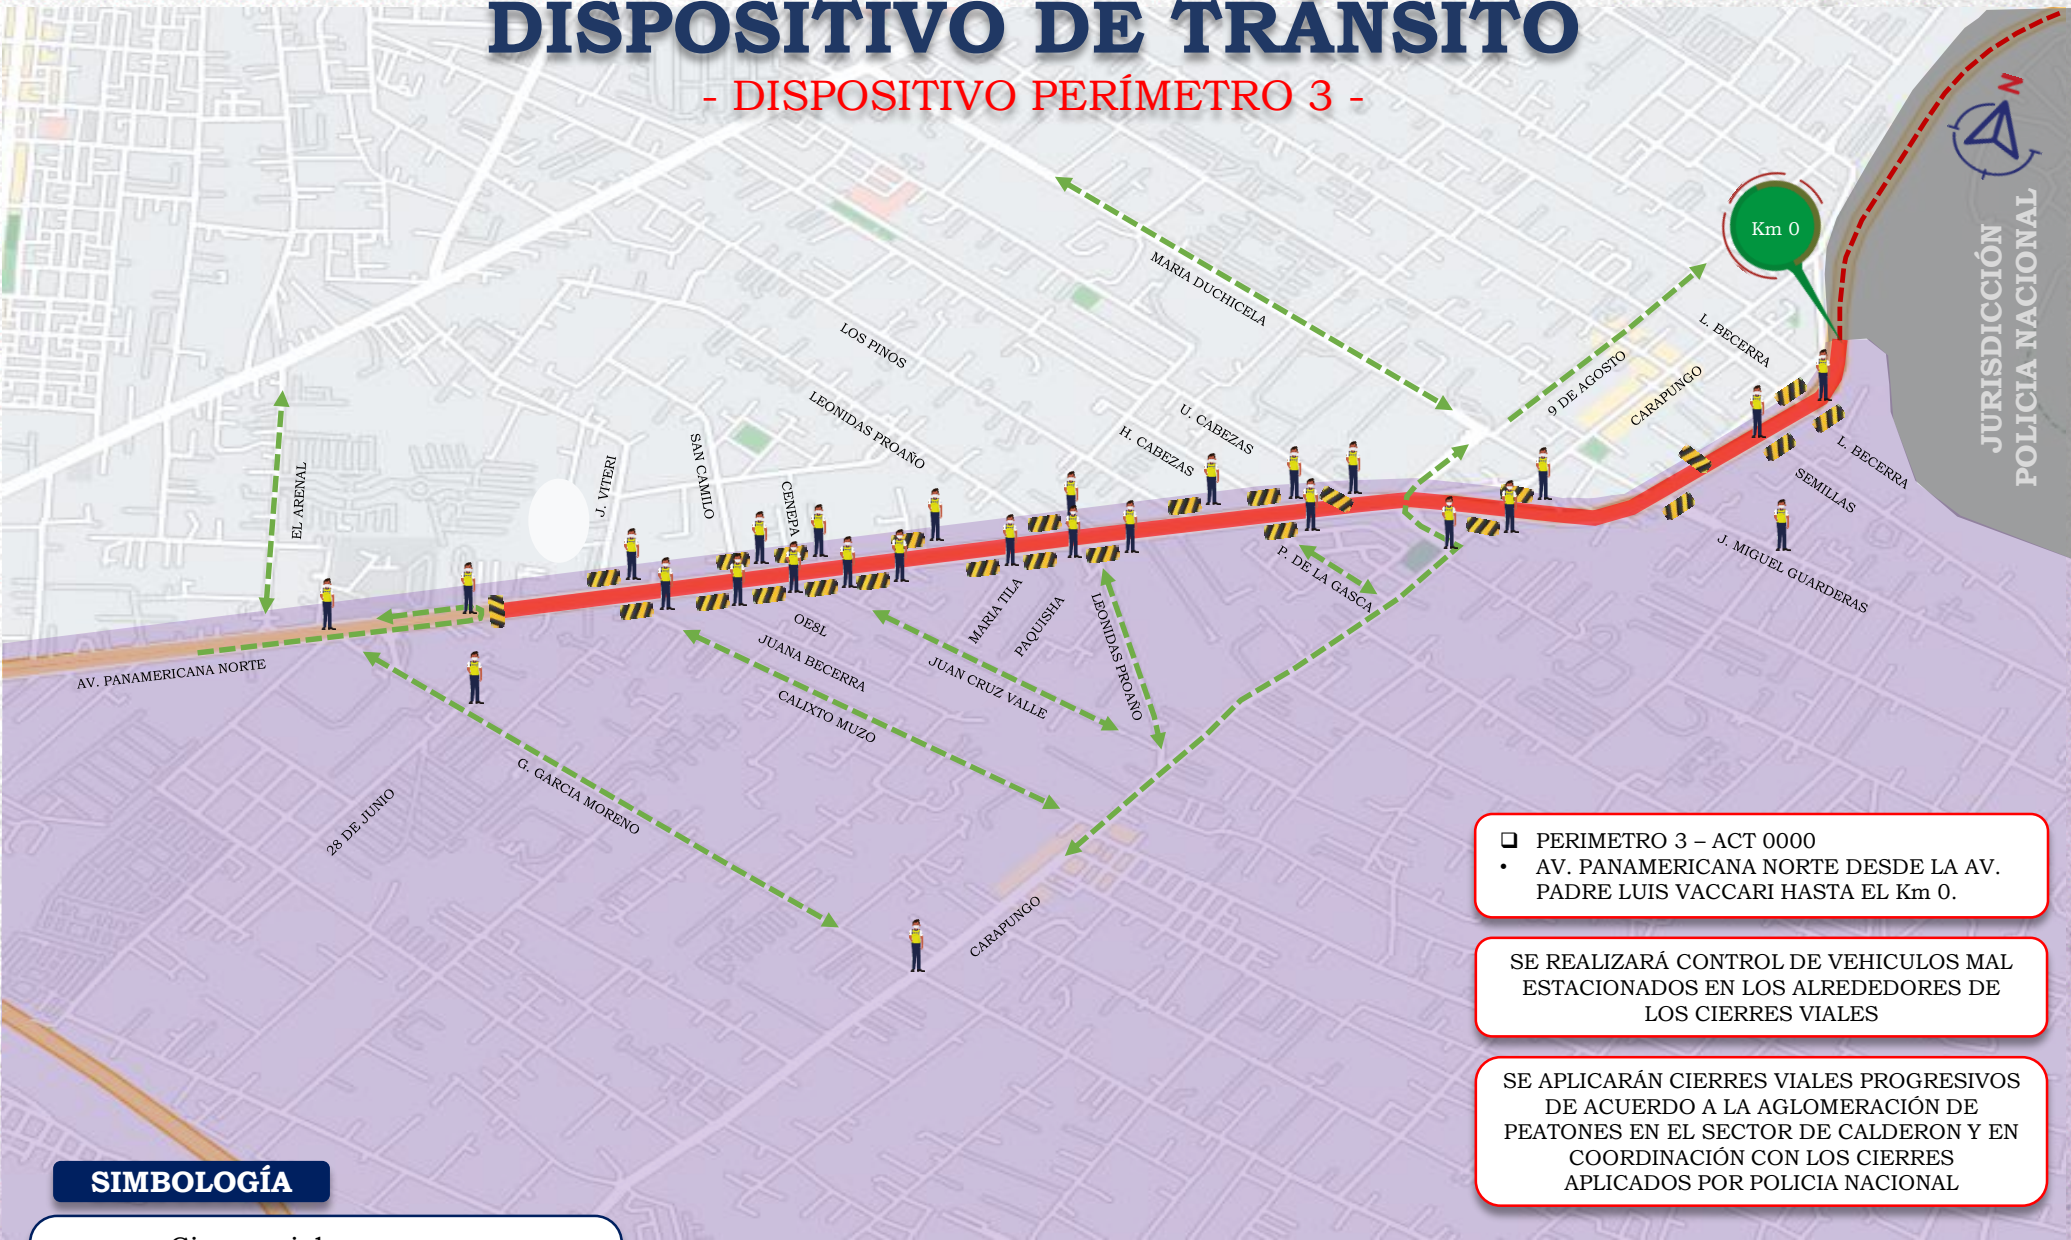 DISPOSITIVO DE TRÁNSITO
- DISPOSITIVO PERÍMETRO 3 -
N
Km 0
JURISDICCIÓN
POLICIA NACIONAL
MARIA DUCHICELA
L. BECERRA
LOS PINOS
9 DE AGOSTO
CARAPUNGO
LEONIDAS PROAÑO
U. CABEZAS
H. CABEZAS
SAN CAMILO
J. VITERI
EL ARENAL
CENEPA
L. BECERRA
SEMILLAS
J. MIGUEL GUARDERAS
P. DE LA GASCA
MARIA TILA
PAQUISHA
LEONIDAS PROAÑO
OE8L
JUANA BECERRA
JUAN CRUZ VALLE
CALIXTO MUZO
AV. PANAMERICANA NORTE
G. GARCIA MORENO
28 DE JUNIO
CARAPUNGO
❑ PERIMETRO 3 – ACT 0000
• AV. PANAMERICANA NORTE DESDE LA AV.
PADRE LUIS VACCARI HASTA EL Km 0.
SE REALIZARÁ CONTROL DE VEHICULOS MAL
ESTACIONADOS EN LOS ALREDEDORES DE
LOS CIERRES VIALES
SE APLICARÁN CIERRES VIALES PROGRESIVOS
DE ACUERDO A LA AGLOMERACIÓN DE
PEATONES EN EL SECTOR DE CALDERON Y EN
COORDINACIÓN CON LOS CIERRES
APLICADOS POR POLICIA NACIONAL
SIMBOLOGÍA